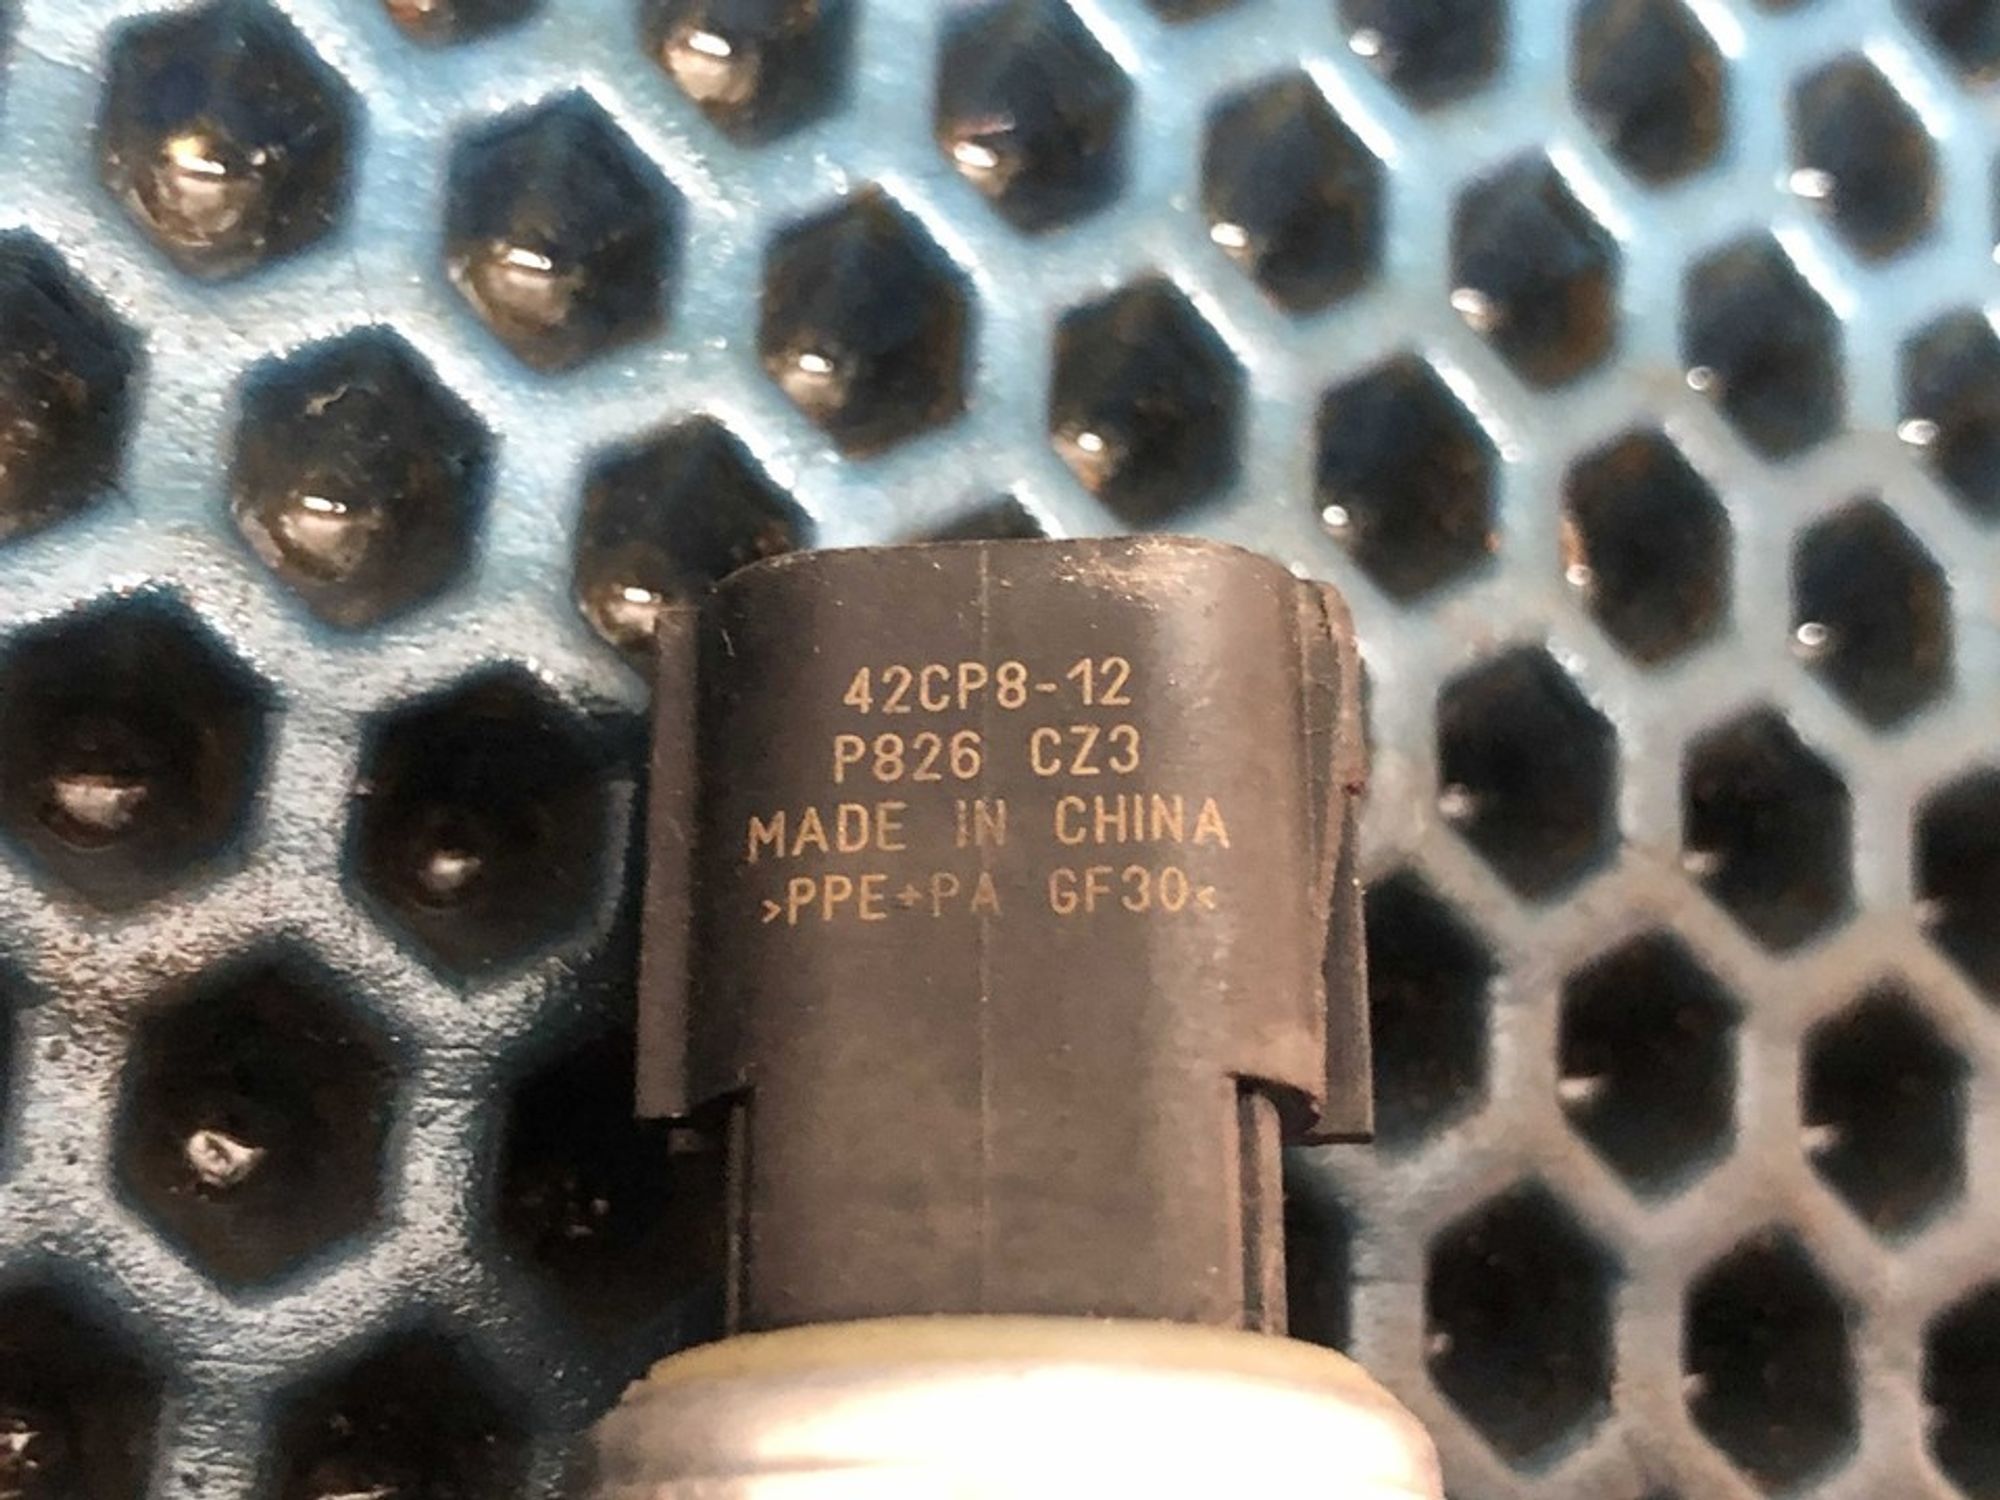 42CP8-12
P826 CZ3
MADE IN CHINA
>PPE+PA GF30<